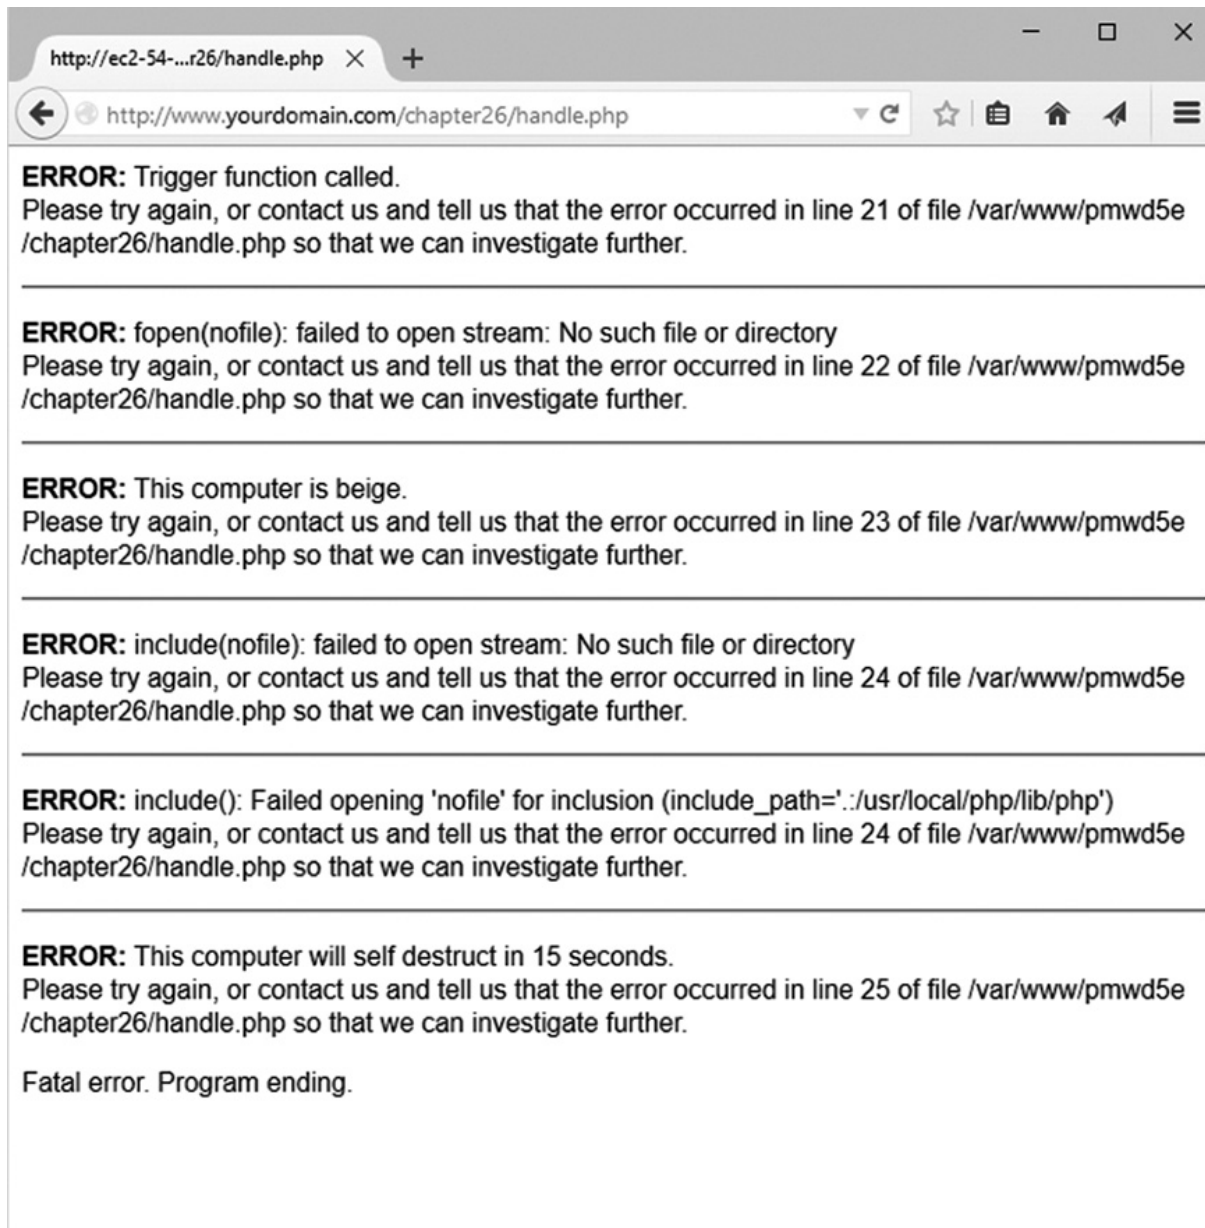 http://ec2-54-...r26/handle.php
http://www.yourdomain.com/chapter26/handle.php
ERROR: Trigger function called.
Please try again, or contact us and tell us that the error occurred in line 21 of file /var/www/pmwd5e
/chapter26/handle.php so that we can investigate further.
ERROR: fopen(nofile): failed to open stream: No such file or directory
Please try again, or contact us and tell us that the error occurred in line 22 of file /var/www/pmwd5e
/chapter26/handle.php so that we can investigate further.
ERROR: This computer is beige.
Please try again, or contact us and tell us that the error occurred in line 23 of file /var/www/pmwd5e
/chapter26/handle.php so that we can investigate further.
ERROR: include(nofile): failed to open stream: No such file or directory
Please try again, or contact us and tell us that the error occurred in line 24 of file /var/www/pmwd5e
/chapter26/handle.php so that we can investigate further.
ERROR: include(): Failed opening 'nofile' for inclusion (include_path='.:/usr/local/php/lib/php')
Please try again, or contact us and tell us that the error occurred in line 24 of file /var/www/pmwd5e
/chapter26/handle.php so that we can investigate further.
ERROR: This computer will self destruct in 15 seconds.
Please try again, or contact us and tell us that the error occurred in line 25 of file /var/www/pmwd5e
/chapter26/handle.php so that we can investigate further.
Fatal error. Program ending.